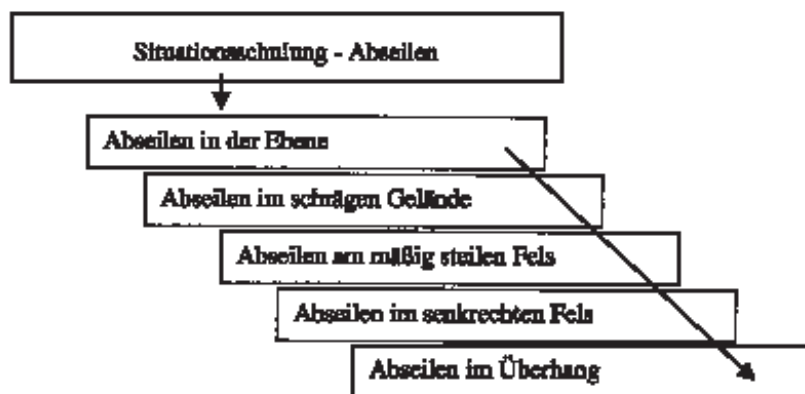 Situationsschulung - Abseilen
Abseilen in der Ebene
Abseilen im schrägen Gelände
Abseilen am mäßig steilen Fels
Abseilen im senkrechten Fels
Abseilen im Überhang